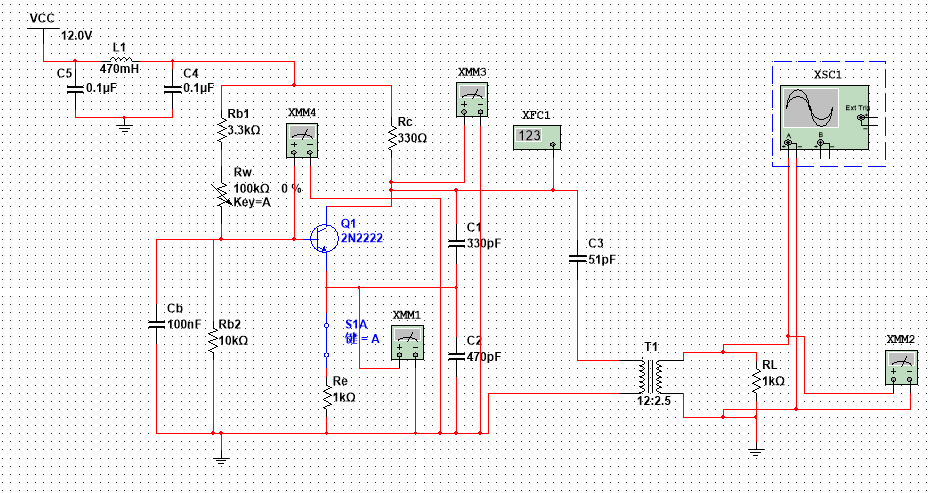 VCC
12.0V
L1
470mH
C5
0.1µF
C4
0.1µF
Rb1
3.3kΩ
XMM4
Rc
330Ω
XMM3
XFC1
123
XSC1
Ext Trig
A
B
Rw
100kΩ 0 %
Key=A
Q1
2N2222
C1
330pF
C3
51pF
Cb
100nF
Rb2
10kΩ
S1A
键 = A
XMM1
C2
470pF
Re
1kΩ
T1
12:2.5
RL
1kΩ
XMM2